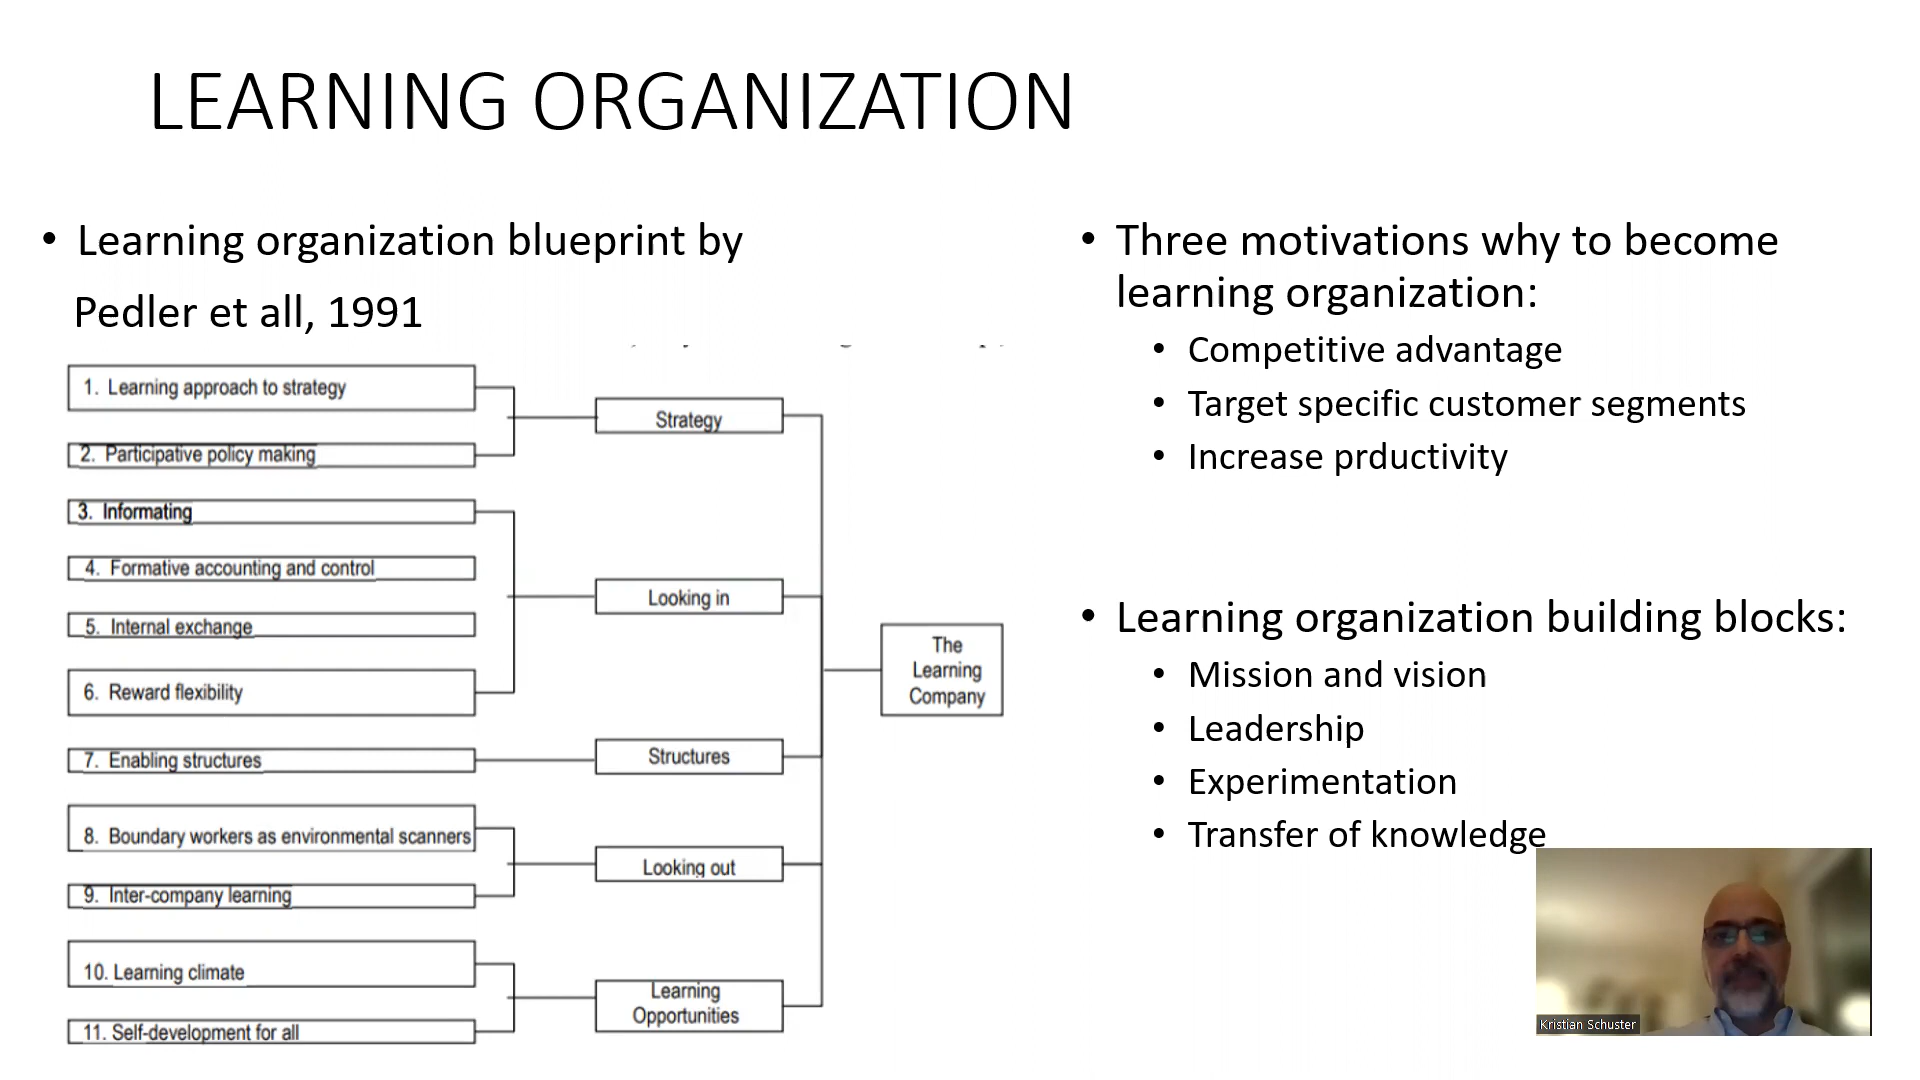 LEARNING ORGANIZATION
• Learning organization blueprint by
Pedler et all, 1991
1. Learning approach to strategy
2. Participative policy making
3. Informating
4. Formative accounting and control
5. Internal exchange
6. Reward flexibility
7. Enabling structures
8. Boundary workers as environmental scanners
9. Inter-company learning
10. Learning climate
11. Self-development for all
Strategy
Looking in
Structures
Looking out
Learning
Opportunities
The
Learning
Company
• Three motivations why to become
learning organization:
• Competitive advantage
• Target specific customer segments
• Increase prductivity
• Learning organization building blocks:
• Mission and vision
• Leadership
• Experimentation
• Transfer of knowledge
Kristian Schuster